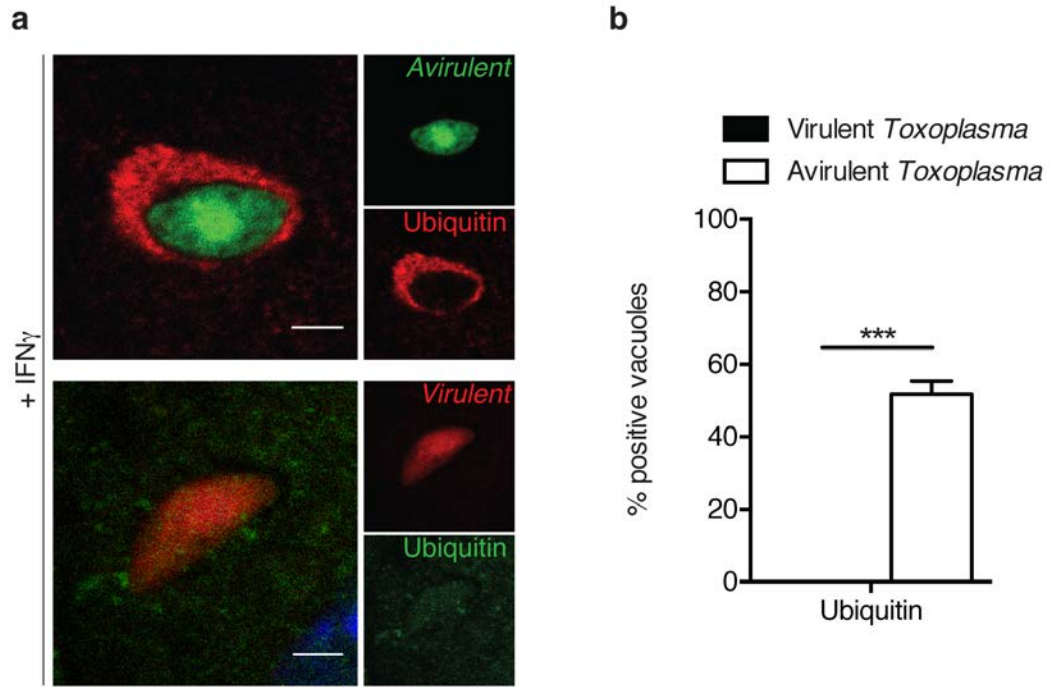 a
+ IFNγ
Avirulent
Ubiquitin
Virulent
Ubiquitin
b
Virulent Toxoplasma
Avirulent Toxoplasma
% positive vacuoles
100
80
60
40
20
0
***
Ubiquitin